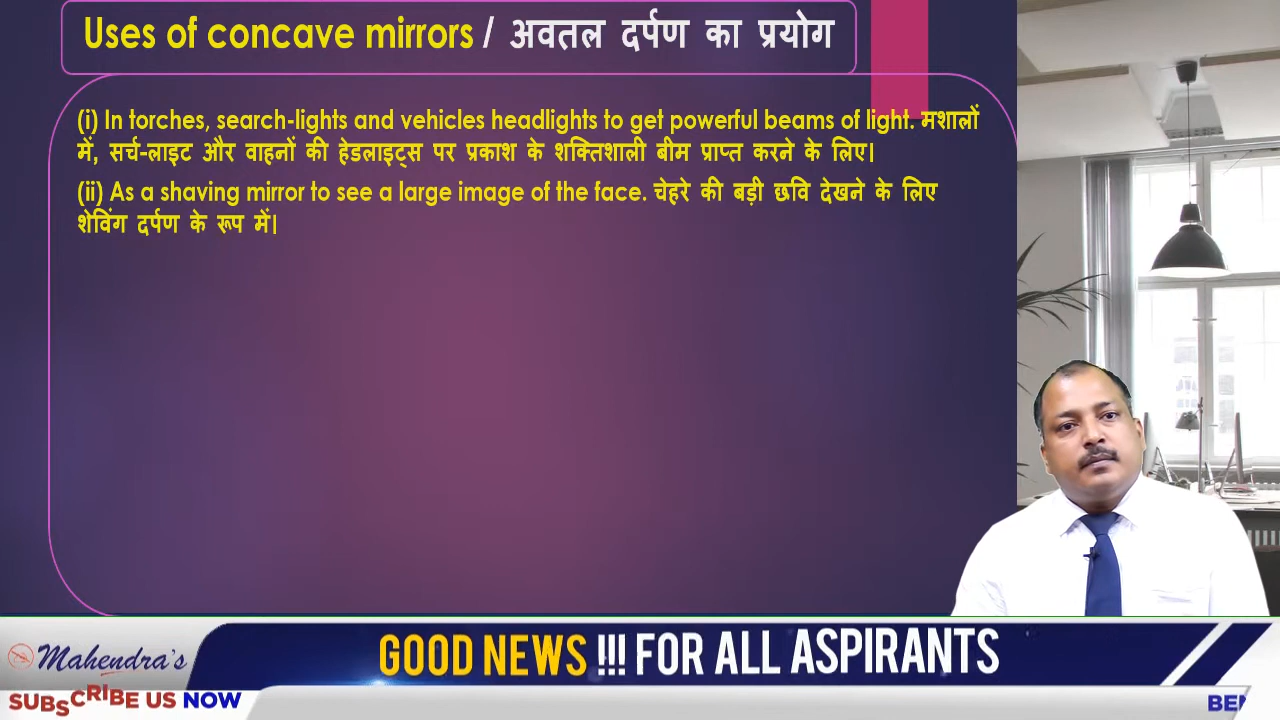 Uses of concave mirrors / अवतल दर्पण का प्रयोग
(i) In torches, search-lights and vehicles headlights to get powerful beams of light. मशालों
में, सर्च-लाइट और वाहनों की हेडलाइट्स पर प्रकाश के शक्तिशाली बीम प्राप्त करने के लिए।
(ii) As a shaving mirror to see a large image of the face. चेहरे की बड़ी छवि देखने के लिए
शेविंग दर्पण के रूप में।
Mahendra's
GOOD NEWS !!! FOR ALL ASPIRANTS
SUBSCRIBE US NOW